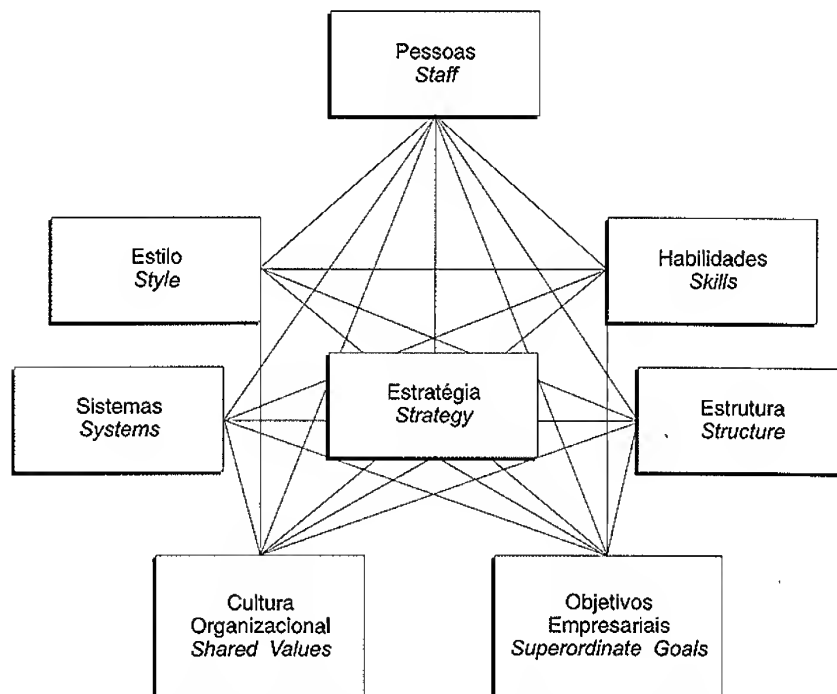 Pessoas
Staff
Estilo
Style
Habilidades
Skills
Sistemas
Systems
Estratégia
Strategy
Estrutura
Structure
Cultura
Organizacional
Shared Values
Objetivos
Empresariais
Superordinate Goals